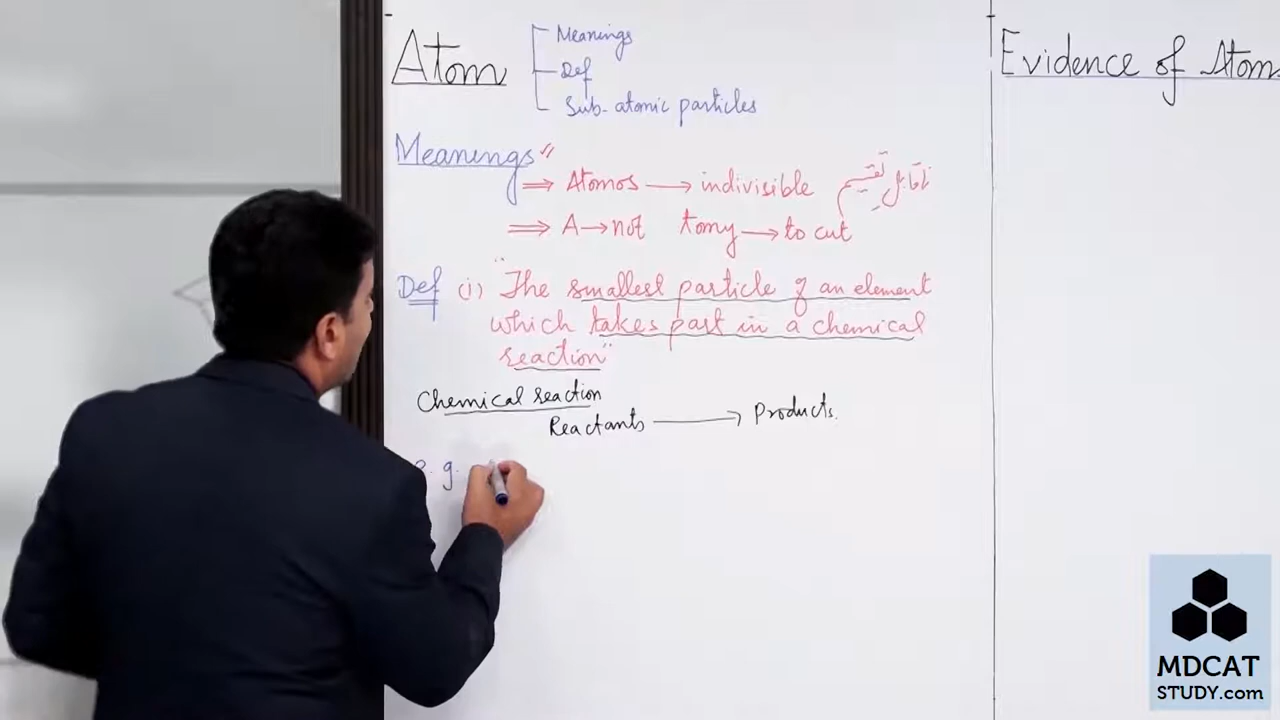 Atom
Meanings
Def
Sub-atomic particles
Meanings"
⇒ Atomos → indivisible ناقابل تقسیم
⇒ A→not tomy → to cut
Def (i) "The smallest particle of an element
which takes part in a chemical
reaction"
Chemical reaction
Reactants → Products.
e.g.
Evidence of Atom
MDCAT
STUDY.com